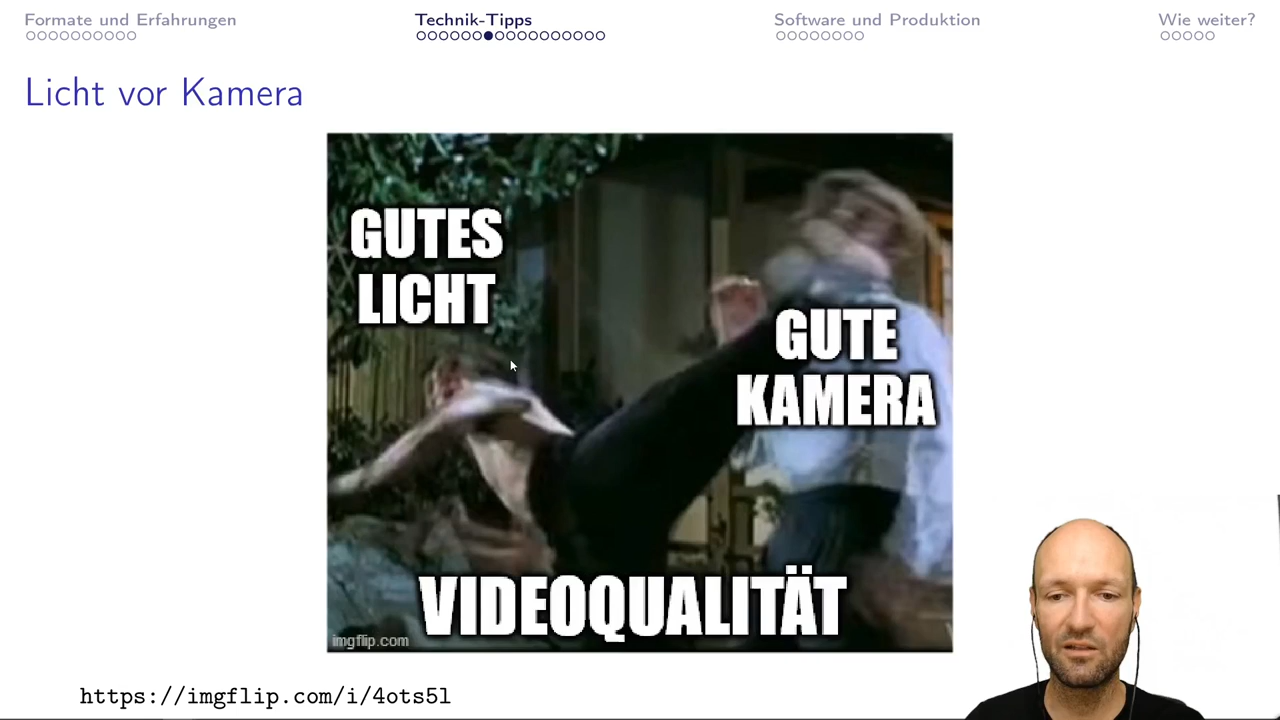 Formate und Erfahrungen
Technik-Tipps
Software und Produktion
Wie weiter?
Licht vor Kamera
GUTES
LICHT
GUTE
KAMERA
VIDEOQUALITÄT
imgflip.com
https://imgflip.com/i/4ots5l